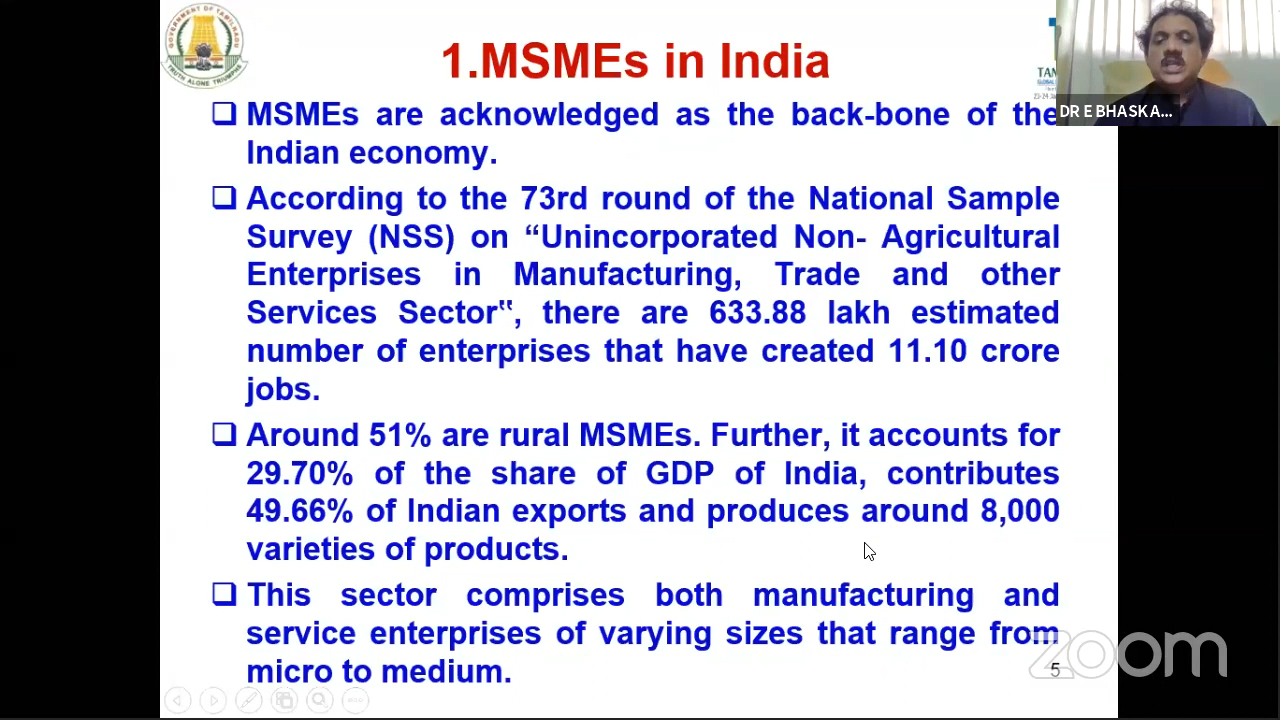 GOVERNMENT OF TAMILNADU
TRUTH ALONE TRIUMPHS
1.MSMEs in India
TAN
DR E BHASKA...
MSMEs are acknowledged as the back-bone of the
Indian economy.
According to the 73rd round of the National Sample
Survey (NSS) on “Unincorporated Non- Agricultural
Enterprises in Manufacturing, Trade and other
Services Sector‟, there are 633.88 lakh estimated
number of enterprises that have created 11.10 crore
jobs.
Around 51% are rural MSMEs. Further, it accounts for
29.70% of the share of GDP of India, contributes
49.66% of Indian exports and produces around 8,000
varieties of products.
This sector comprises both manufacturing and
service enterprises of varying sizes that range from
micro to medium.
zoom
5